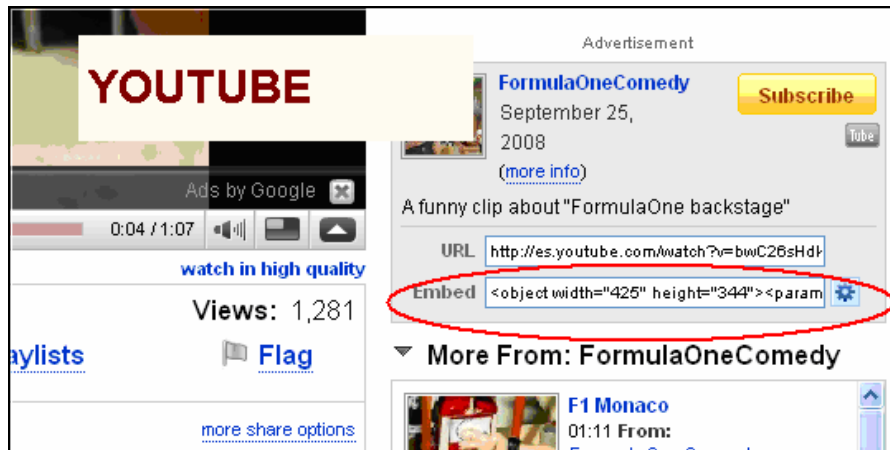 YOUTUBE
Ads by Google
0:04 / 1:07
watch in high quality
Views: 1,281
aylists
Flag
more share options
Advertisement
FormulaOneComedy
September 25,
2008
(more info)
Subscribe
Tube
A funny clip about "FormulaOne backstage"
URL http://es.youtube.com/watch?v=bwC26sHdk
Embed <object width="425" height="344"><param
More From: FormulaOneComedy
F1 Monaco
01:11 From: